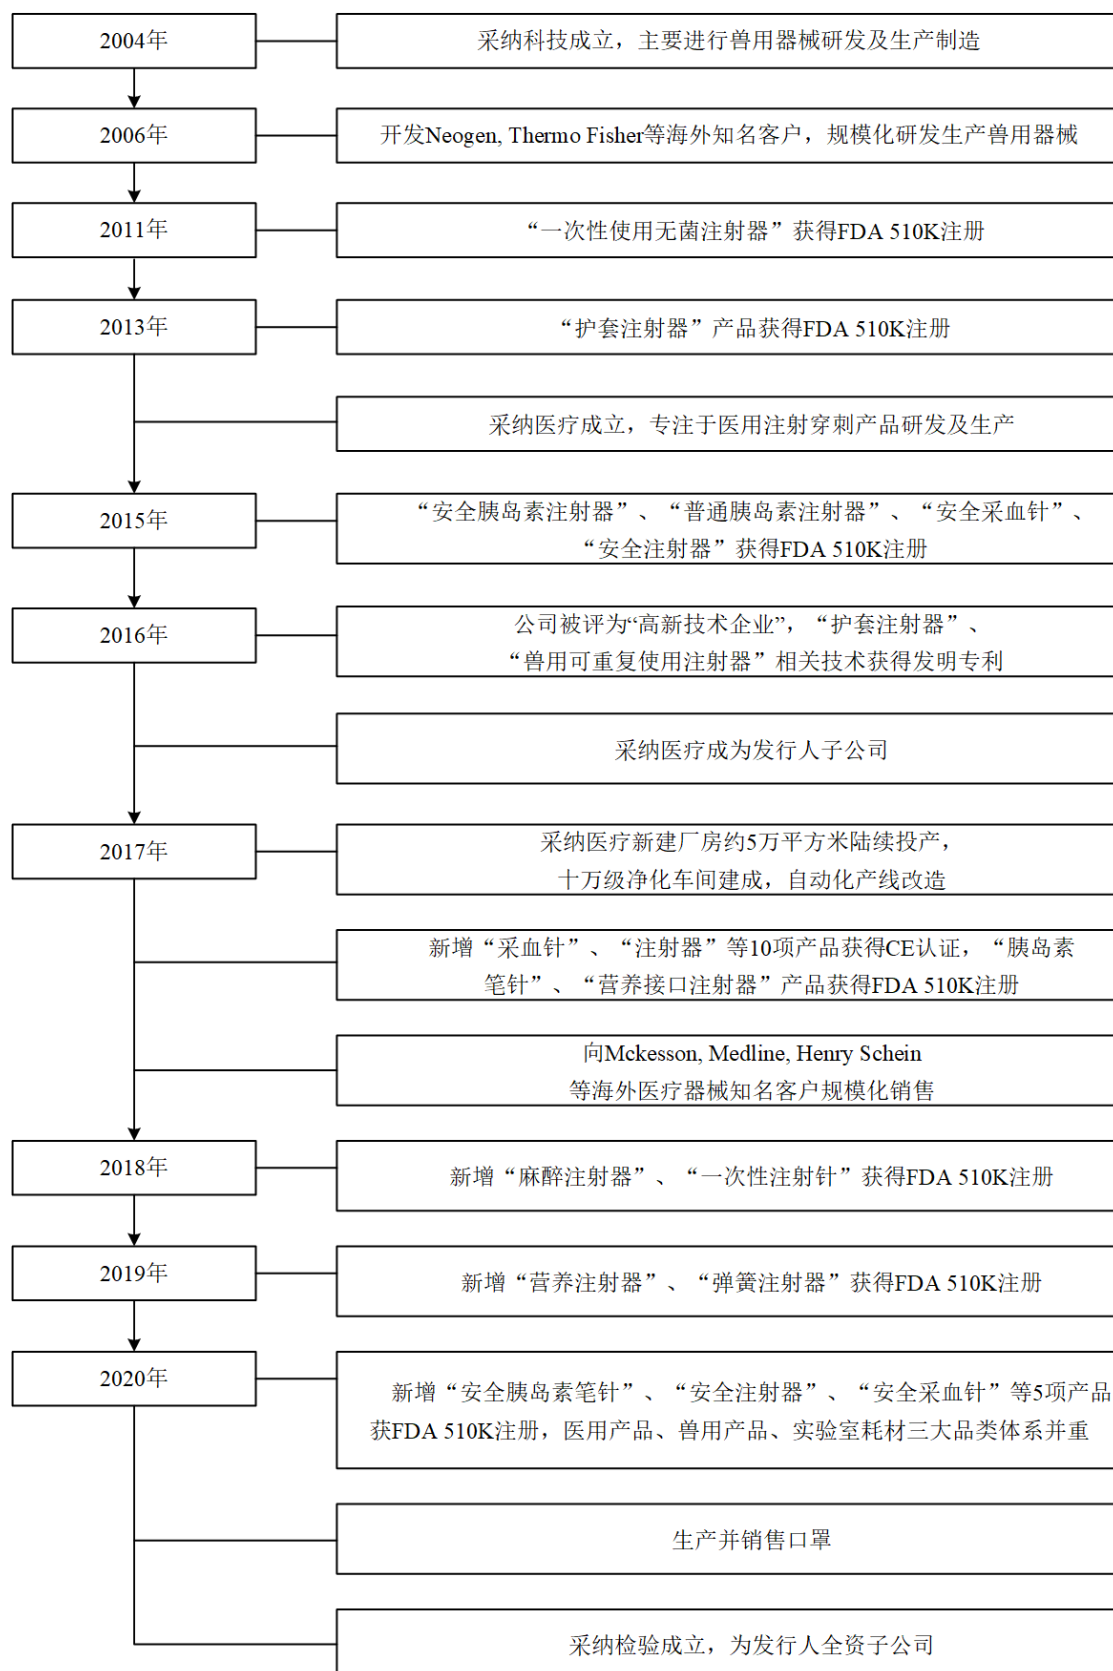 2004年
采纳科技成立，主要进行兽用器械研发及生产制造
2006年
开发Neogen, Thermo Fisher等海外知名客户，规模化研发生产兽用器械
2011年
“一次性使用无菌注射器”获得FDA 510K注册
2013年
“护套注射器”产品获得FDA 510K注册
采纳医疗成立，专注于医用注射穿刺产品研发及生产
2015年
“安全胰岛素注射器”、“普通胰岛素注射器”、“安全采血针”、
“安全注射器”获得FDA 510K注册
2016年
公司被评为“高新技术企业”，“护套注射器”、
“兽用可重复使用注射器”相关技术获得发明专利
采纳医疗成为发行人子公司
2017年
采纳医疗新建厂房约5万平方米陆续投产，
十万级净化车间建成，自动化产线改造
新增“采血针”、“注射器”等10项产品获得CE认证，“胰岛素
笔针”、“营养接口注射器”产品获得FDA 510K注册
向Mckesson, Medline, Henry Schein
等海外医疗器械知名客户规模化销售
2018年
新增“麻醉注射器”、“一次性注射针”获得FDA 510K注册
2019年
新增“营养注射器”、“弹簧注射器”获得FDA 510K注册
2020年
新增“安全胰岛素笔针”、“安全注射器”、“安全采血针”等5项产品
获FDA 510K注册，医用产品、兽用产品、实验室耗材三大品类体系并重
生产并销售口罩
采纳检验成立，为发行人全资子公司